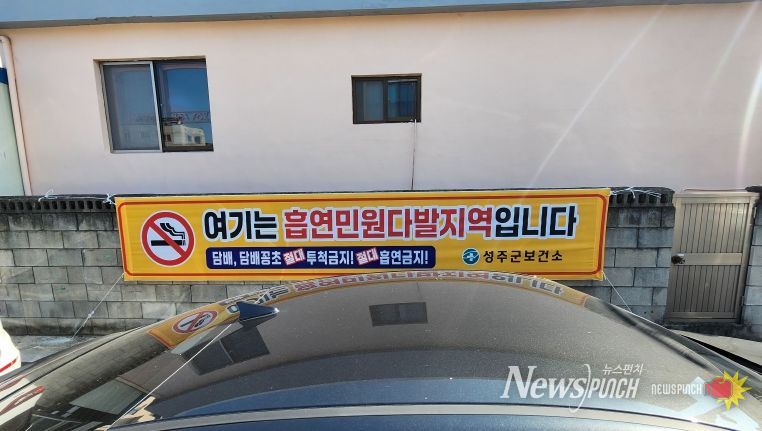 여기는 흡연민원다발지역입니다
담배, 담배꽁초 절대 투척금지! 절대 흡연금지! 성주군보건소
뉴스펀치
NEWSPINCH NEWSPINCH